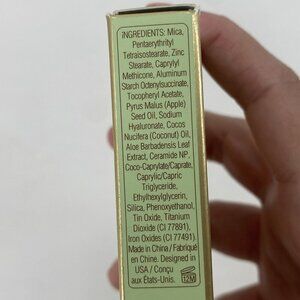 iNGREDIENTS: Mica,
Pentaerythrityl
Tetraisostearate, Zinc
Stearate, Caprylyl
Methicone, Aluminum
Starch Octenylsuccinate,
Tocopheryl Acetate,
Pyrus Malus (Apple)
Seed Oil, Sodium
Hyaluronate, Cocos
Nucifera (Coconut) Oil,
Aloe Barbadensis Leaf
Extract, Ceramide NP,
Coco-Caprylate/Caprate,
Caprylic/Capric
Triglyceride,
Ethylhexylglycerin,
Silica, Phenoxyethanol,
Tin Oxide, Titanium
Dioxide (CI 77891),
Iron Oxides (CI 77491)
Made in China / Fabriqué
en Chine. Designed in
USA / Conçu
aux États-Unis.
12M